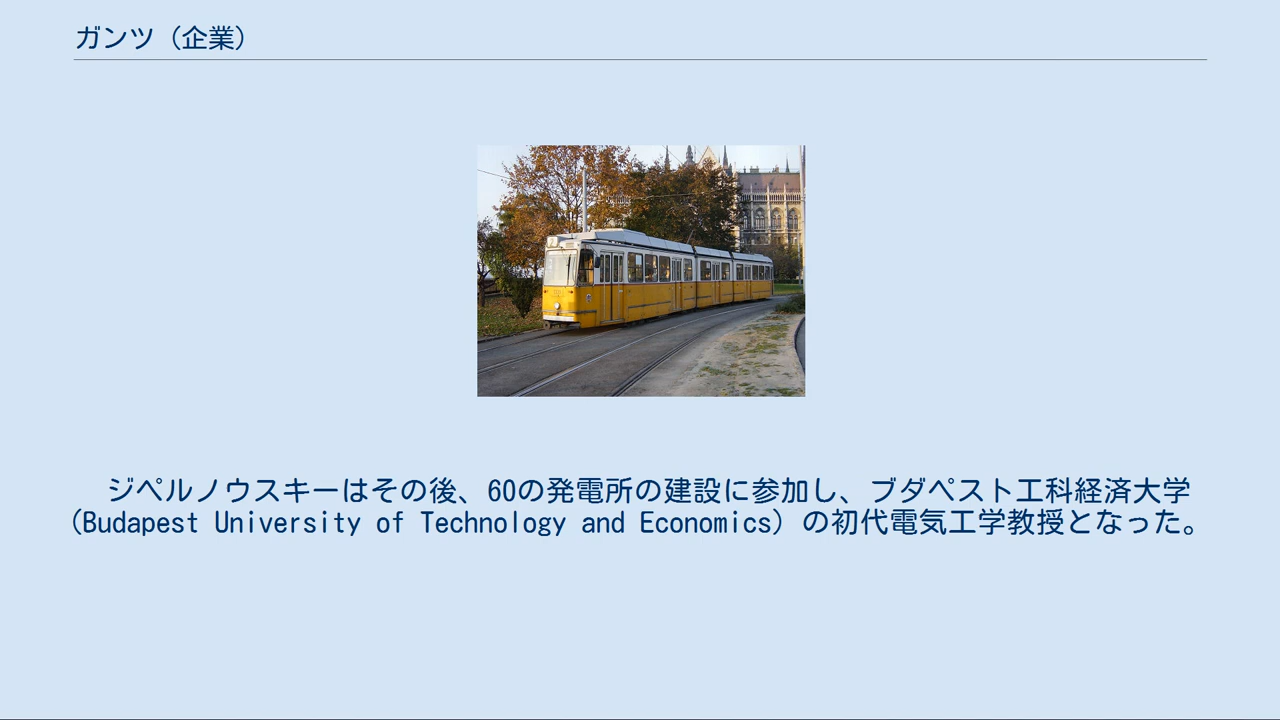 ガンツ（企業）
ジペルノウスキーはその後、60の発電所の建設に参加し、ブダペスト工科経済大学
（Budapest University of Technology and Economics）の初代電気工学教授となった。